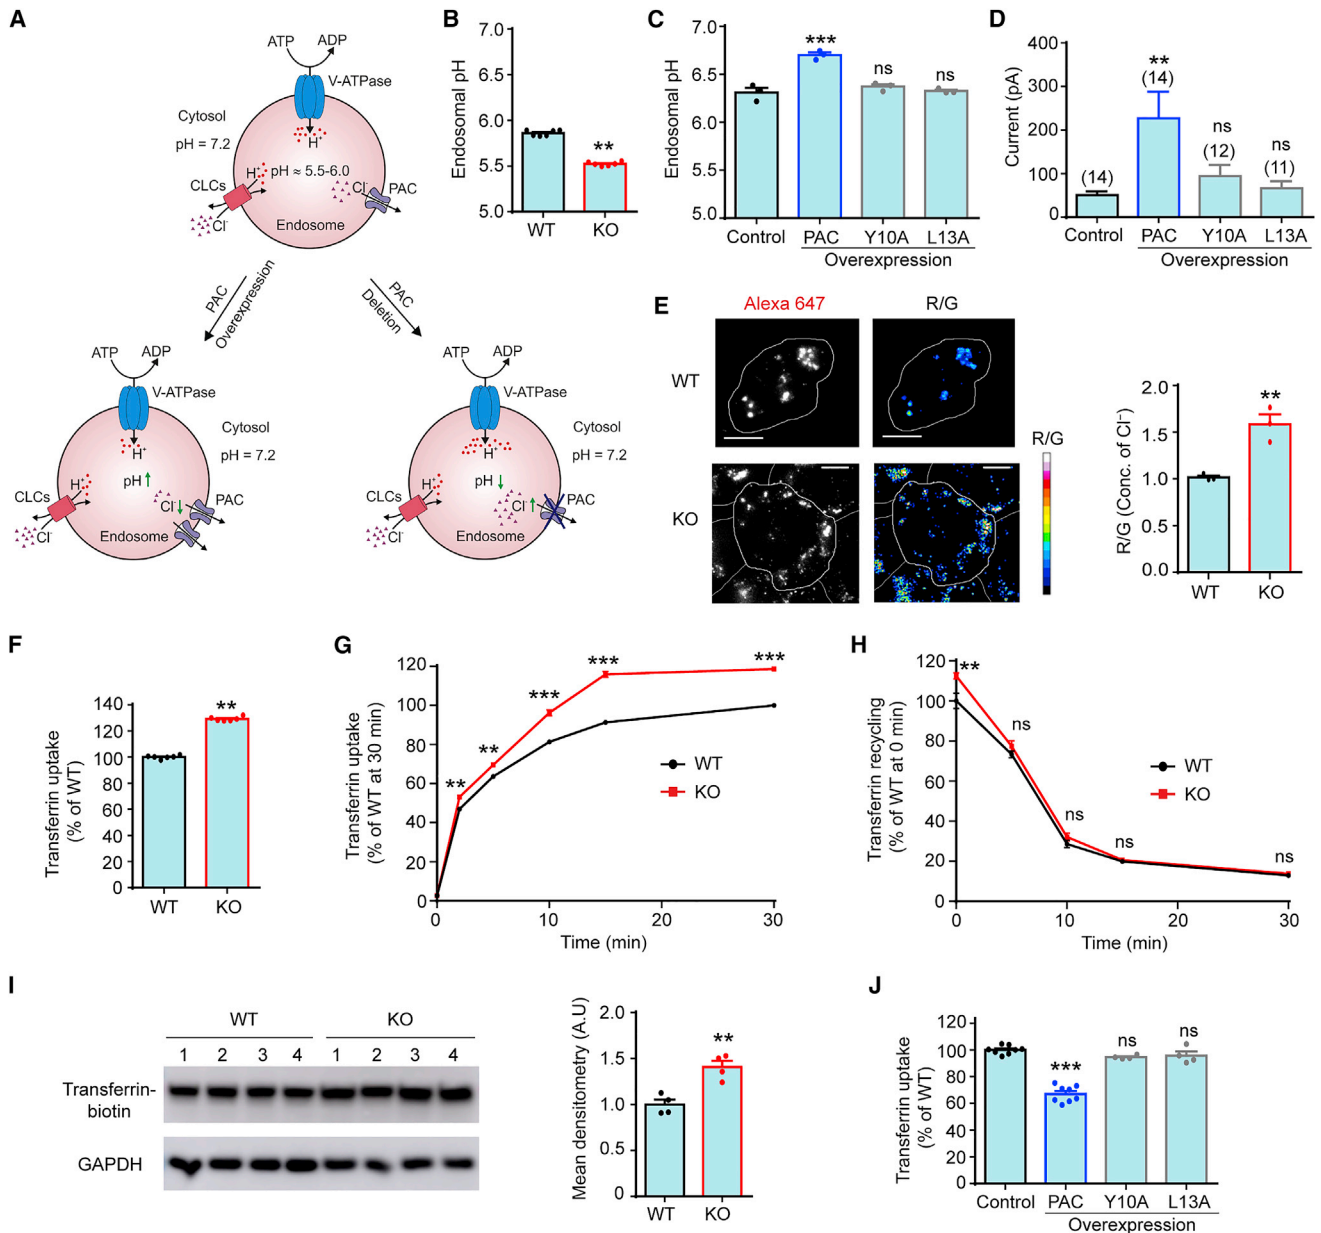 A
ATP
ADP
V-ATPase
Cytosol
pH = 7.2
H⁺
CLCs
H⁺
pH ≈ 5.5-6.0
Cl⁻
PAC
Cl⁻
Endosome
PAC
Overexpression
PAC
Deletion
ATP
ADP
V-ATPase
Cytosol
pH = 7.2
H⁺
pH
CLCs
H⁺
Cl⁻
PAC
Cl⁻
Endosome
ATP
ADP
V-ATPase
Cytosol
pH = 7.2
H⁺
pH
CLCs
H⁺
Cl⁻
PAC
Cl⁻
Endosome
B
Endosomal pH
7.0
6.5
6.0
5.5
5.0
**
WT
KO
C
Endosomal pH
7.0
6.5
6.0
5.5
5.0
***
ns
ns
Control
PAC
Y10A
L13A
Overexpression
D
Current (pA)
400
300
200
100
0
(14)
**
(14)
ns
(12)
ns
(11)
Control
PAC
Y10A
L13A
Overexpression
E
Alexa 647
R/G
WT
KO
R/G
R/G (Conc. of Cl⁻)
2.0
1.5
1.0
0.5
0.0
**
WT
KO
F
Transferrin uptake
(% of WT)
140
120
100
80
60
40
20
0
**
WT
KO
G
Transferrin uptake
(% of WT at 30 min)
120
100
80
60
40
20
0
**
**
***
***
***
WT
KO
0
10
20
30
Time (min)
H
Transferrin recycling
(% of WT at 0 min)
120
100
80
60
40
20
0
**
ns
ns
ns
ns
WT
KO
0
10
20
30
Time (min)
I
WT
KO
1 2 3 4 1 2 3 4
Transferrin-
biotin
GAPDH
Mean densitometry (A.U)
2.0
1.5
1.0
0.5
0
**
WT
KO
J
Transferrin uptake
(% of WT)
120
100
80
60
40
20
0
***
ns
ns
Control
PAC
Y10A
L13A
Overexpression